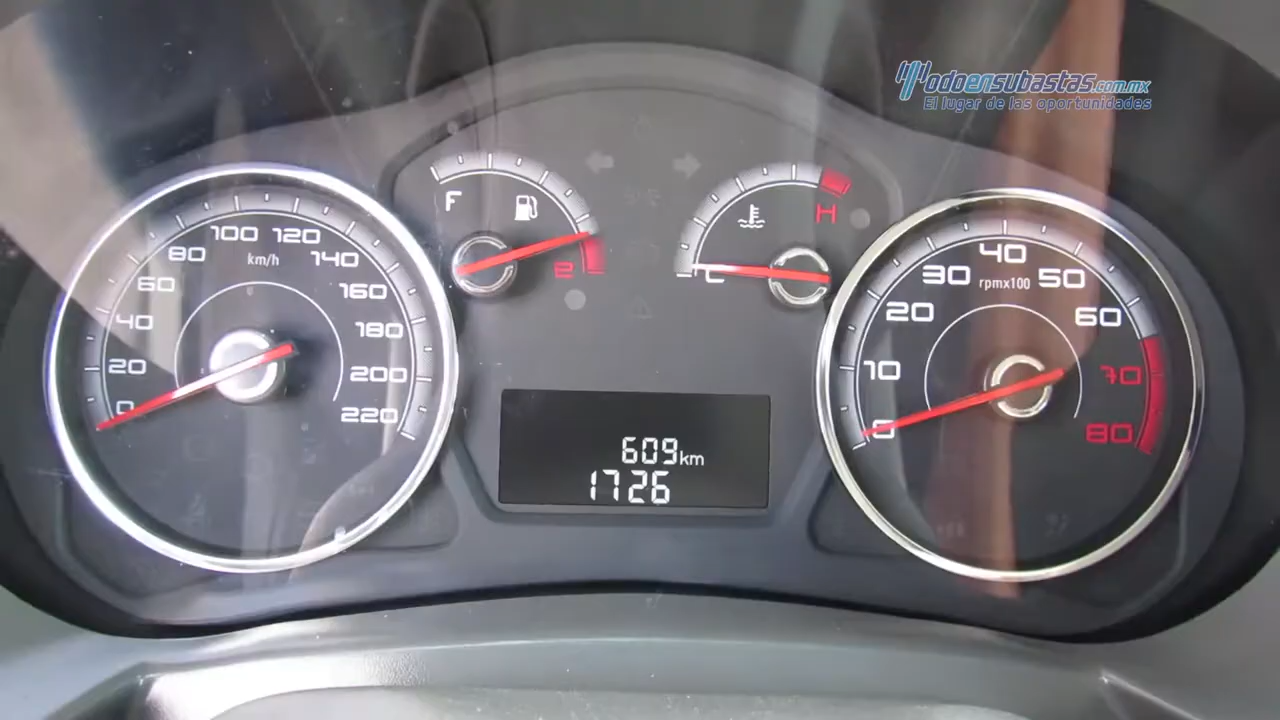 todoensubastas.com.mx
El lugar de las oportunidades
F
E
H
C
0
20
40
60
80
100
120
140
160
180
200
220
km/h
609km
1726
0
10
20
30
40
50
60
70
80
rpmx100